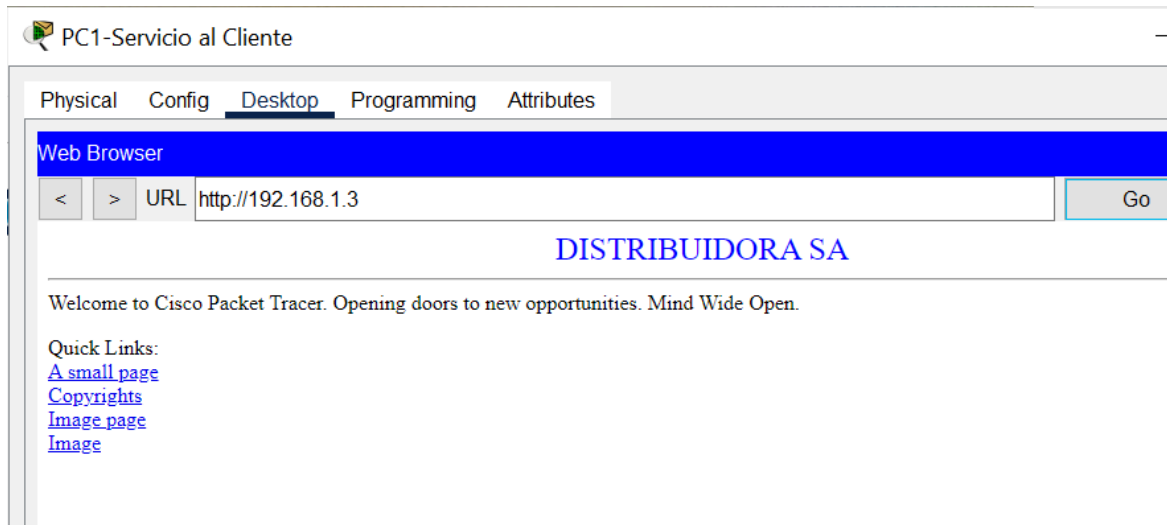 PC1-Servicio al Cliente
Physical Config Desktop Programming Attributes
Web Browser
< > URL http://192.168.1.3 Go
DISTRIBUIDORA SA
Welcome to Cisco Packet Tracer. Opening doors to new opportunities. Mind Wide Open.
Quick Links:
A small page
Copyrights
Image page
Image